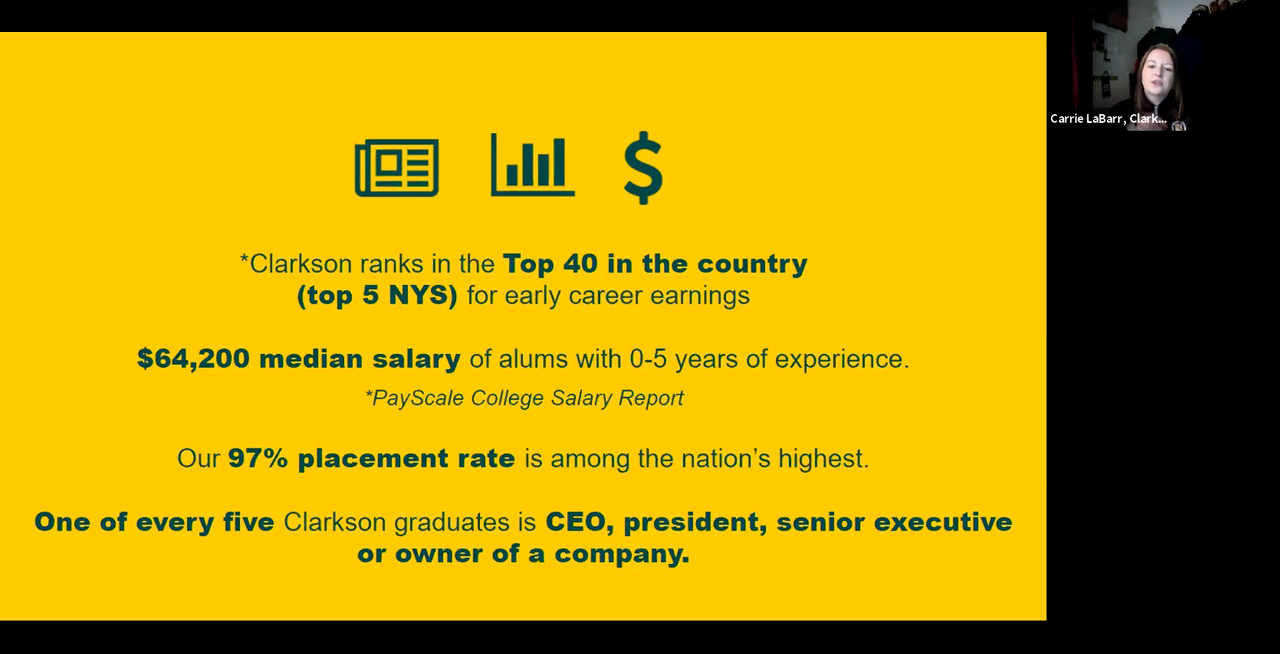 *Clarkson ranks in the Top 40 in the country
(top 5 NYS) for early career earnings
$64,200 median salary of alums with 0-5 years of experience.
*PayScale College Salary Report
Our 97% placement rate is among the nation’s highest.
One of every five Clarkson graduates is CEO, president, senior executive
or owner of a company.
Carrie LaBarr, Clark...